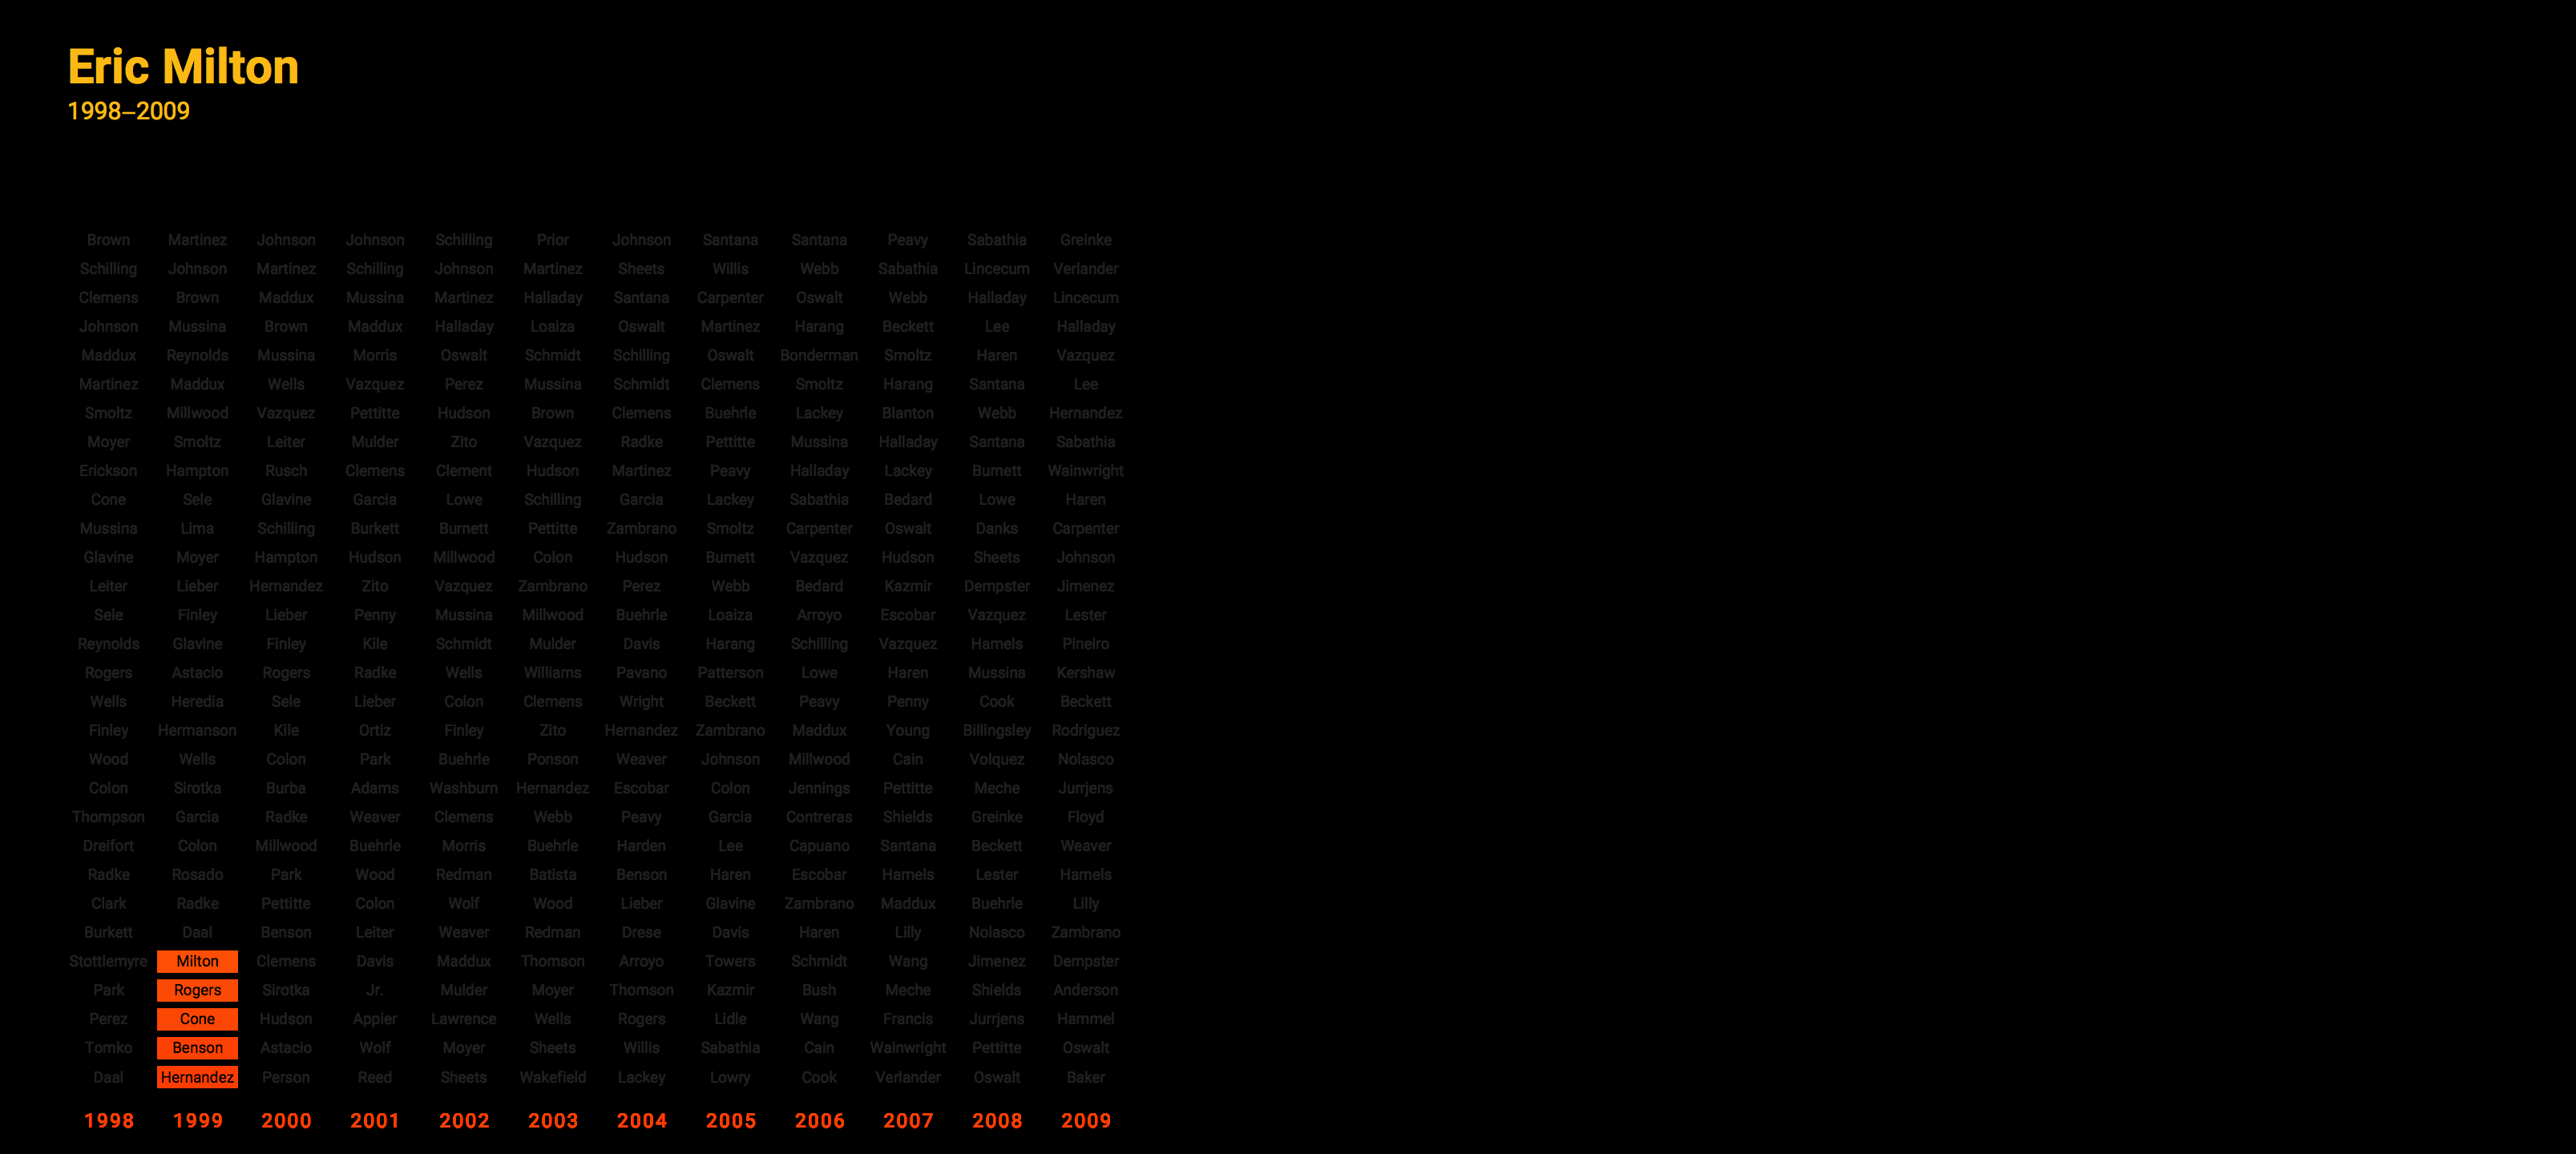 Eric Milton
1998–2009
Brown Martinez Johnson Johnson Schilling Prior Johnson Santana Santana Peavy Sabathia Greinke
Schilling Johnson Martinez Schilling Johnson Martinez Sheets Willis Webb Sabathia Lincecum Verlander
Clemens Brown Maddux Mussina Martinez Halladay Santana Carpenter Oswalt Webb Halladay Lincecum
Johnson Mussina Brown Maddux Halladay Loaiza Oswalt Martinez Harang Beckett Lee Halladay
Maddux Reynolds Mussina Morris Oswalt Schmidt Schilling Oswalt Bonderman Smoltz Haren Vazquez
Martinez Maddux Wells Vazquez Perez Mussina Schmidt Clemens Smoltz Harang Santana Lee
Smoltz Millwood Vazquez Pettitte Hudson Brown Clemens Buehrle Lackey Blanton Webb Hernandez
Moyer Smoltz Leiter Mulder Zito Vazquez Radke Pettitte Mussina Halladay Santana Sabathia
Erickson Hampton Rusch Clemens Clement Hudson Martinez Peavy Halladay Lackey Burnett Wainwright
Cone Sele Glavine Garcia Lowe Schilling Garcia Lackey Sabathia Bedard Lowe Haren
Mussina Lima Schilling Burkett Burnett Pettitte Zambrano Smoltz Carpenter Oswalt Danks Carpenter
Glavine Moyer Hampton Hudson Millwood Colon Hudson Burnett Vazquez Hudson Sheets Johnson
Leiter Lieber Hernandez Zito Vazquez Zambrano Perez Webb Bedard Kazmir Dempster Jimenez
Sele Finley Lieber Penny Mussina Millwood Buehrle Loaiza Arroyo Escobar Vazquez Lester
Reynolds Glavine Finley Kile Schmidt Mulder Davis Harang Schilling Vazquez Hamels Pineiro
Rogers Astacio Rogers Radke Wells Williams Pavano Patterson Lowe Haren Mussina Kershaw
Wells Heredia Sele Lieber Colon Clemens Wright Beckett Peavy Penny Cook Beckett
Finley Hermanson Kile Ortiz Finley Zito Hernandez Zambrano Maddux Young Billingsley Rodriguez
Wood Wells Colon Park Buehrle Ponson Weaver Johnson Millwood Cain Volquez Nolasco
Colon Sirotka Burba Adams Washburn Hernandez Escobar Colon Jennings Pettitte Meche Jurrjens
Thompson Garcia Radke Weaver Clemens Webb Peavy Garcia Contreras Shields Greinke Floyd
Dreifort Colon Millwood Buehrle Morris Buehrle Harden Lee Capuano Santana Beckett Weaver
Radke Rosado Park Wood Redman Batista Benson Haren Escobar Hamels Lester Hamels
Clark Radke Pettitte Colon Wolf Wood Lieber Glavine Zambrano Maddux Buehrle Lilly
Burkett Daal Benson Leiter Weaver Redman Drese Davis Haren Lilly Nolasco Zambrano
Stottlemyre Milton Clemens Davis Maddux Thomson Arroyo Towers Schmidt Wang Jimenez Dempster
Park Rogers Sirotka Jr. Mulder Moyer Thomson Kazmir Bush Meche Shields Anderson
Perez Cone Hudson Appier Lawrence Wells Rogers Lidle Wang Francis Jurrjens Hammel
Tomko Benson Astacio Wolf Moyer Sheets Willis Sabathia Cain Wainwright Pettitte Oswalt
Daal Hernandez Person Reed Sheets Wakefield Lackey Lowry Cook Verlander Oswalt Baker
1998 1999 2000 2001 2002 2003 2004 2005 2006 2007 2008 2009